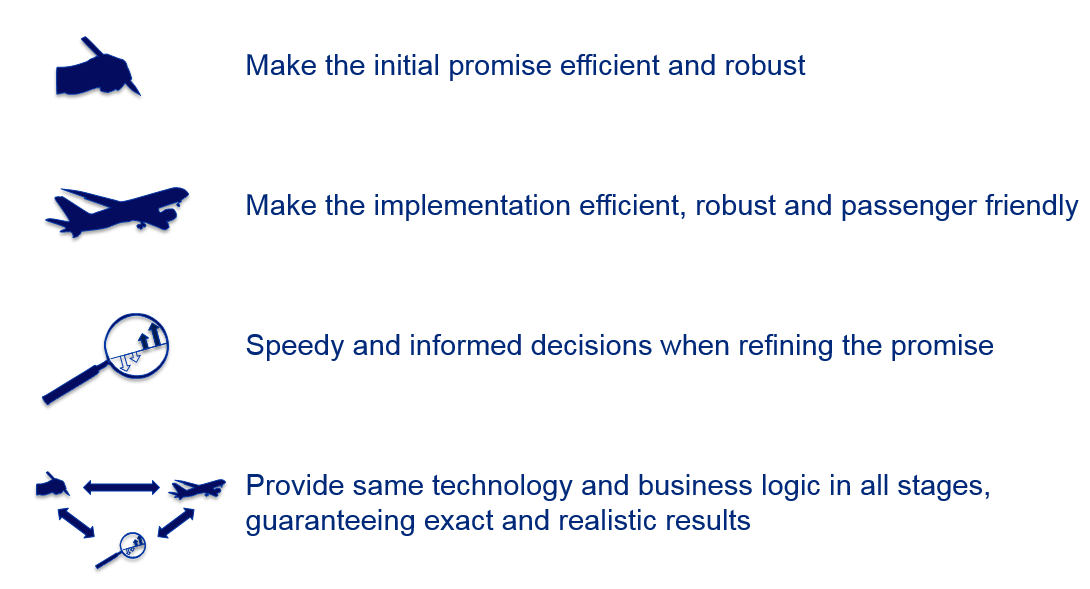 Make the initial promise efficient and robust
Make the implementation efficient, robust and passenger friendly
Speedy and informed decisions when refining the promise
Provide same technology and business logic in all stages,
guaranteeing exact and realistic results